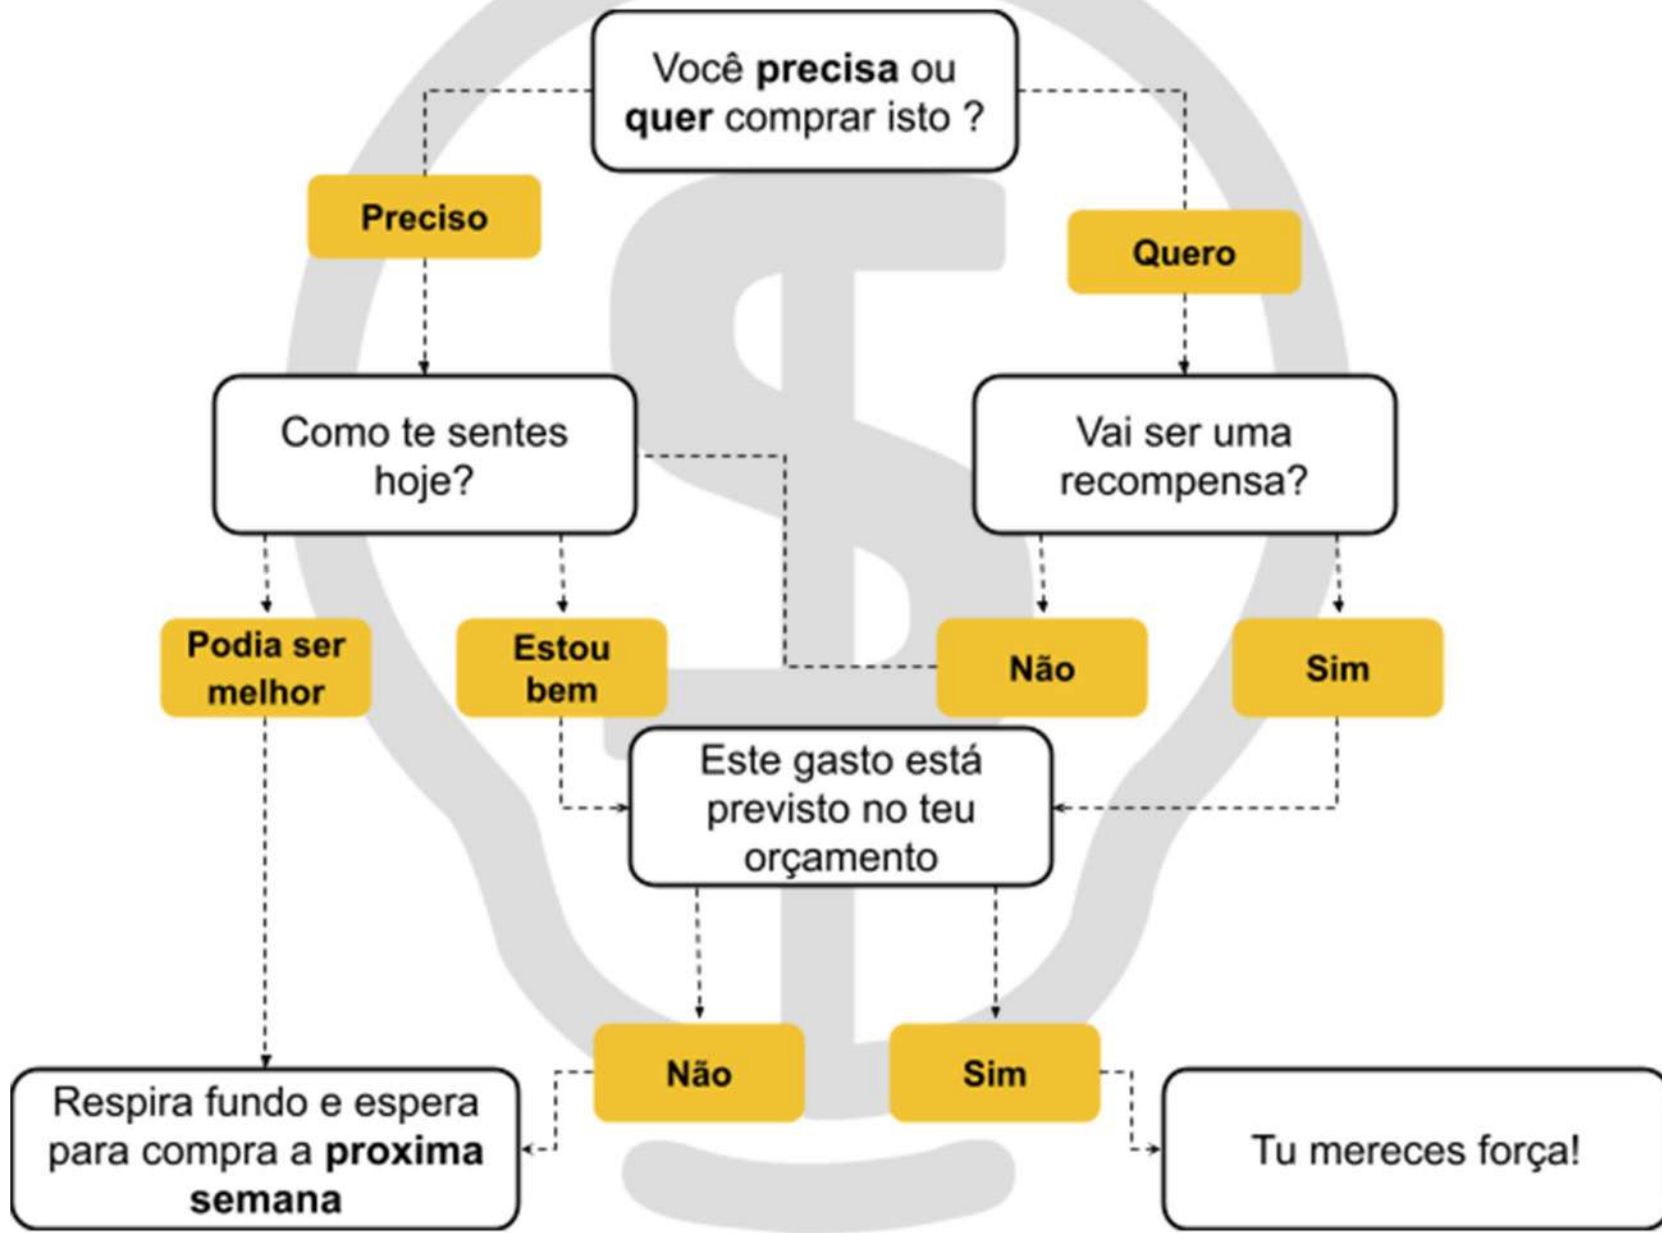 Você precisa ou
quer comprar isto ?
Preciso
Quero
Como te sentes
hoje?
Vai ser uma
recompensa?
Podia ser
melhor
Estou
bem
Não
Sim
Este gasto está
previsto no teu
orçamento
Não
Sim
Respira fundo e espera
para compra a proxima
semana
Tu mereces força!